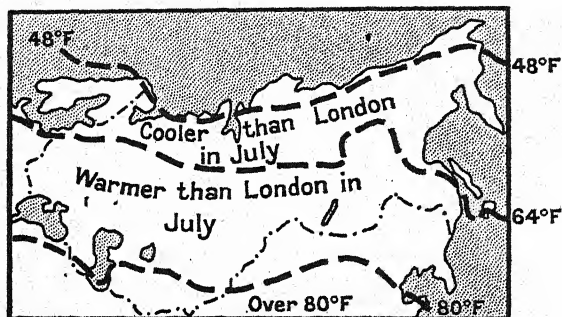 48°F
48°F
Cooler than London
in July
Warmer than London in
July
64°F
Over 80°F
80°F